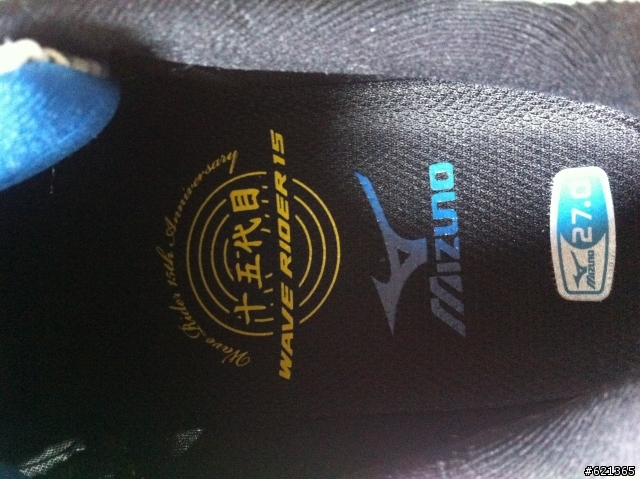 Wave Rider 15th Anniversary
十五代目
WAVE RIDER 15
MIZUNO
27.0
MIZUNO
#621365